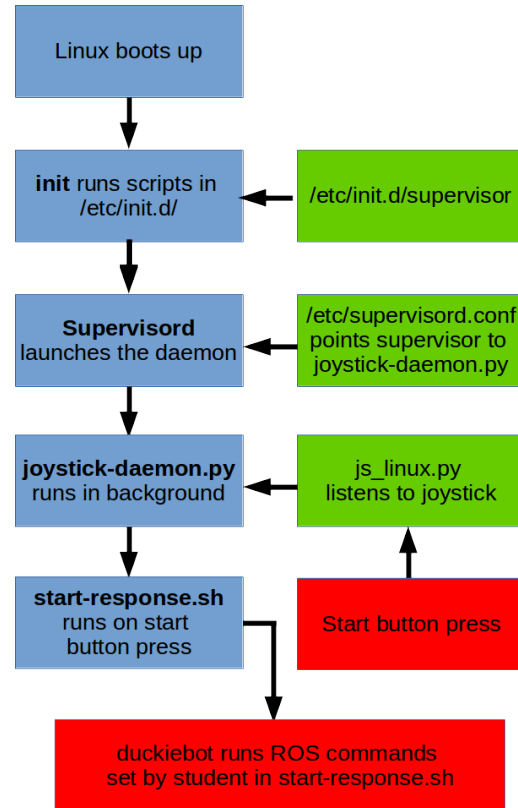 Linux boots up
init runs scripts in
/etc/init.d/
/etc/init.d/supervisor
Supervisord
launches the daemon
/etc/supervisord.conf
points supervisor to
joystick-daemon.py
joystick-daemon.py
runs in background
js_linux.py
listens to joystick
start-response.sh
runs on start
button press
Start button press
duckiebot runs ROS commands
set by student in start-response.sh